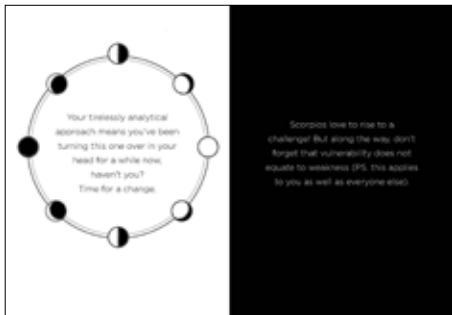 Your tirelessly analytical
approach means you've been
turning this one over in your
head for a while now,
haven't you?
Time for a change.
Scorpios love to rise to a
challenge! But along the way, don't
forget that vulnerability does not
equate to weakness (PS. this applies
to you as well as everyone else).